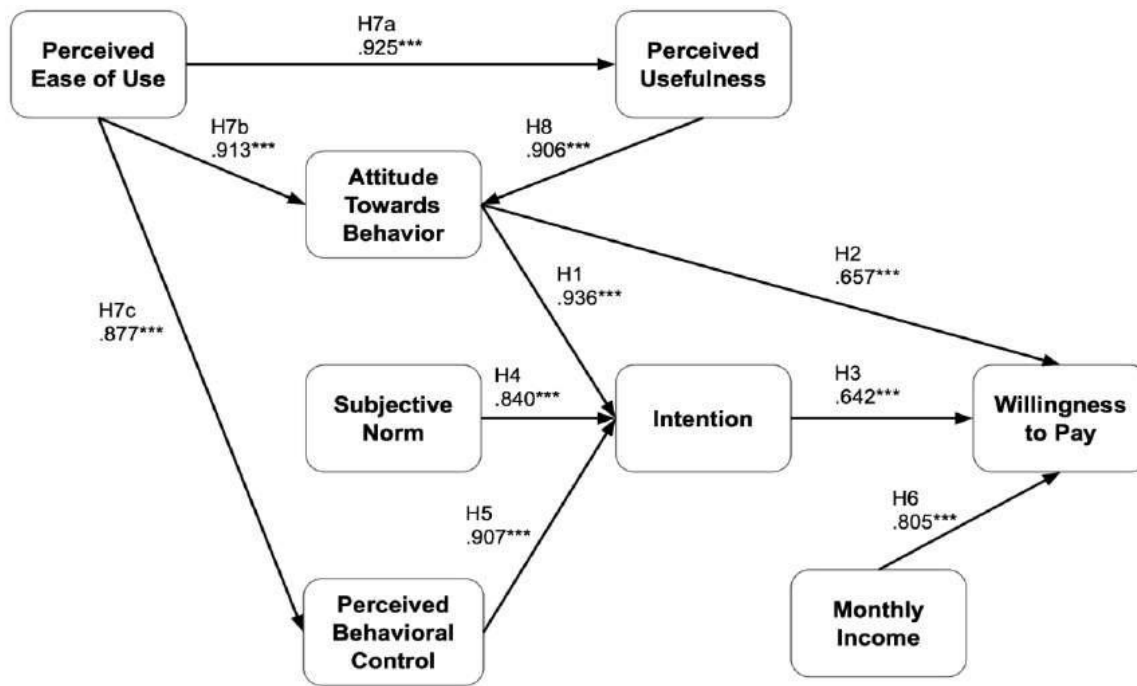 H7a
.925***
Perceived
Ease of Use
Perceived
Usefulness
H7b
.913***
H8
.906***
Attitude
Towards
Behavior
H2
.657***
H1
.936***
H7c
.877***
Subjective
Norm
H4
.840***
Intention
H3
.642***
Willingness
to Pay
H5
.907***
H6
.805***
Perceived
Behavioral
Control
Monthly
Income